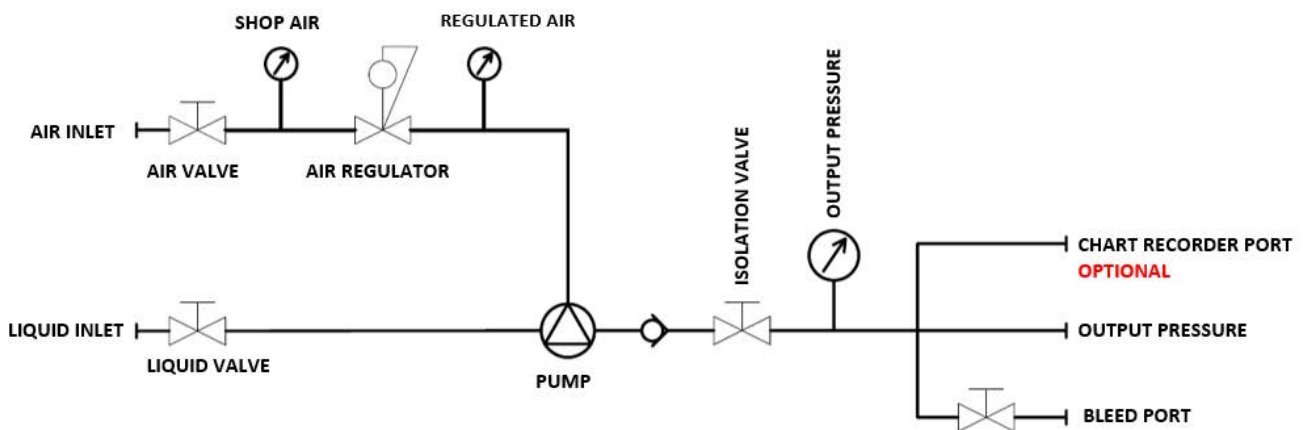 SHOP AIR
REGULATED AIR
AIR INLET
AIR VALVE
AIR REGULATOR
ISOLATION VALVE
OUTPUT PRESSURE
CHART RECORDER PORT
OPTIONAL
LIQUID INLET
OUTPUT PRESSURE
LIQUID VALVE
PUMP
BLEED PORT